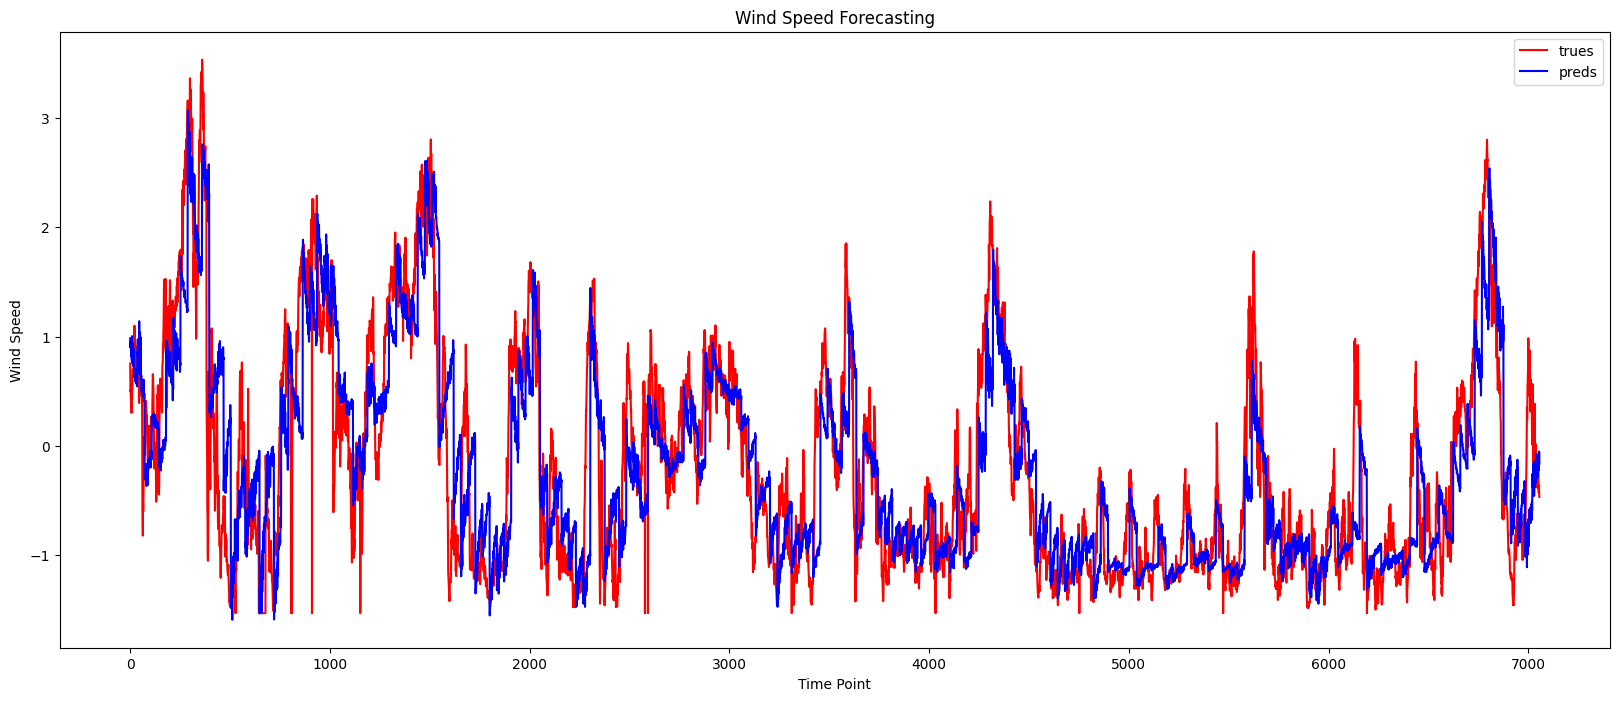 Wind Speed Forecasting
trues
preds
Wind Speed
3
2
1
0
−1
0 1000 2000 3000 4000 5000 6000 7000
Time Point